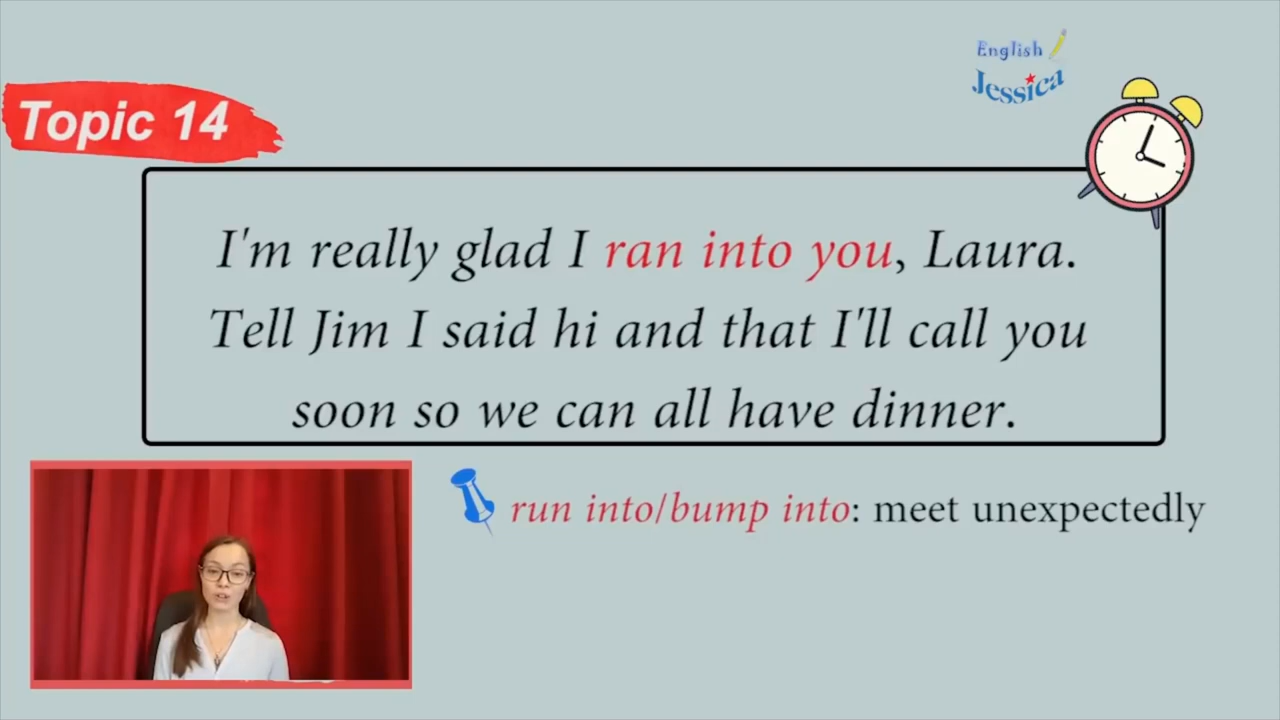 English
Jessica
Topic 14
I'm really glad I ran into you, Laura.
Tell Jim I said hi and that I'll call you
soon so we can all have dinner.
run into/bump into: meet unexpectedly